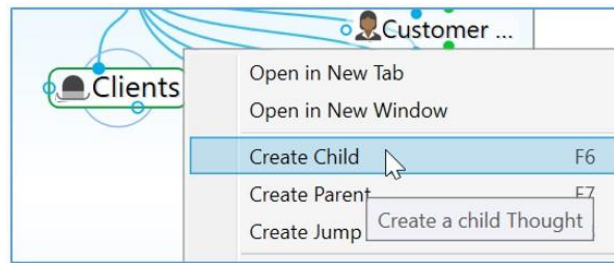 Customer ...
Clients
Open in New Tab
Open in New Window
Create Child F6
Create Parent F7
Create a child Thought
Create Jump